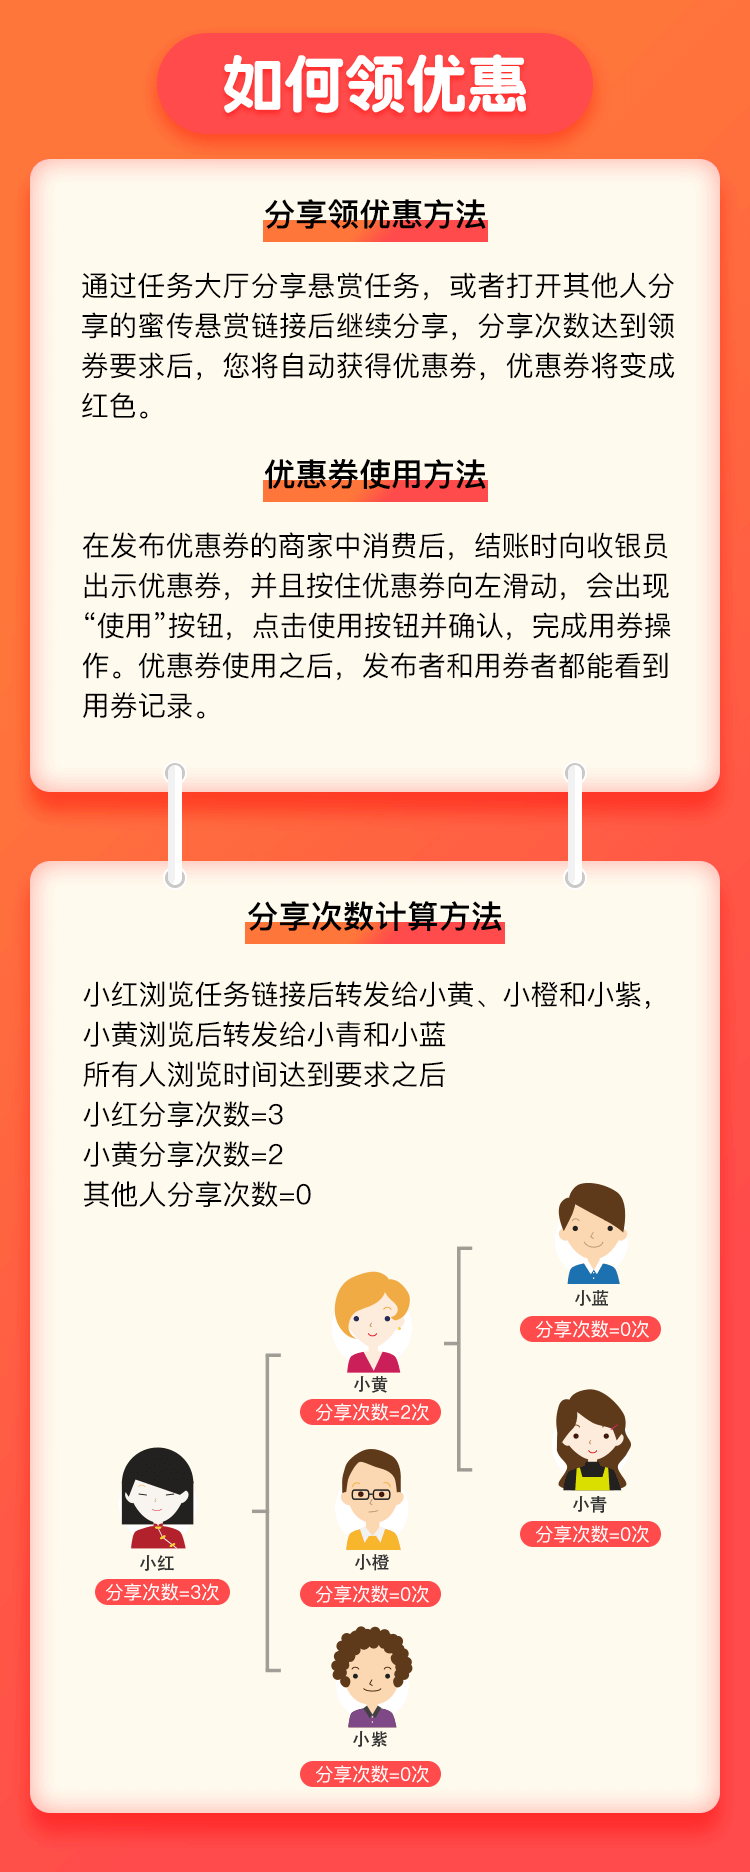 如何领优惠
分享领优惠方法
通过任务大厅分享悬赏任务，或者打开其他人分
享的蜜传悬赏链接后继续分享，分享次数达到领
券要求后，您将自动获得优惠券，优惠券将变成
红色。
优惠券使用方法
在发布优惠券的商家中消费后，结账时向收银员
出示优惠券，并且按住优惠券向左滑动，会出现
“使用”按钮，点击使用按钮并确认，完成用券操
作。优惠券使用之后，发布者和用券者都能看到
用券记录。
分享次数计算方法
小红浏览任务链接后转发给小黄、小橙和小紫，
小黄浏览后转发给小青和小蓝
所有人浏览时间达到要求之后
小红分享次数=3
小黄分享次数=2
其他人分享次数=0
小蓝
分享次数=0次
小黄
分享次数=2次
小青
分享次数=0次
小红
分享次数=3次
小橙
分享次数=0次
小紫
分享次数=0次